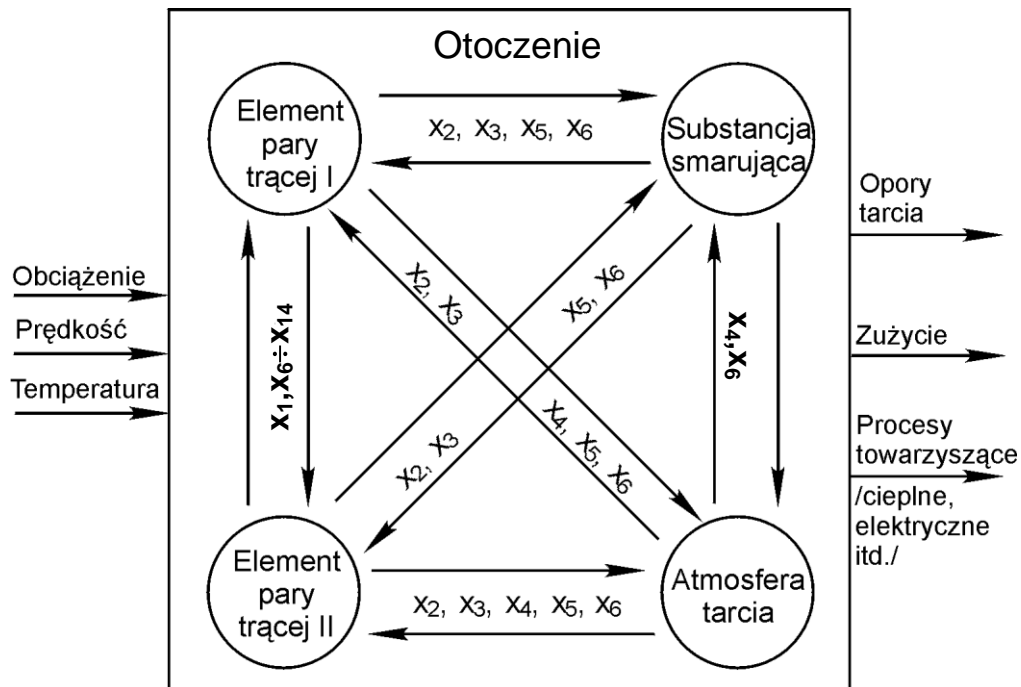 Otoczenie
Element
pary
trącej I
x2, x3, x5, x6
Substancja
smarująca
Obciążenie
Prędkość
Temperatura
x1,x6÷x14
x2, x3
x5, x6
x4,x6
x2, x3
x4, x5, x6
Opory
tarcia
Zużycie
Procesy
towarzyszące
/cieplne,
elektryczne
itd./
Element
pary
trącej II
x2, x3, x4, x5, x6
Atmosfera
tarcia